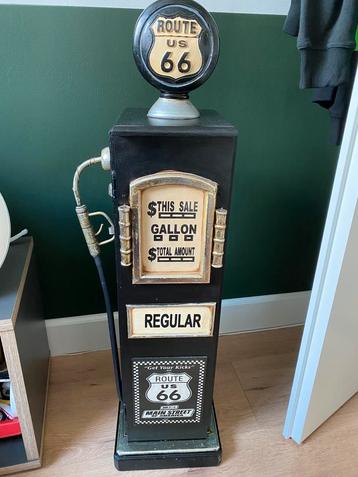 ROUTE
US
66
$ THIS SALE
GALLON
$ TOTAL AMOUNT
REGULAR
"Get Your Kicks"
ROUTE
US
66
MAIN STREET